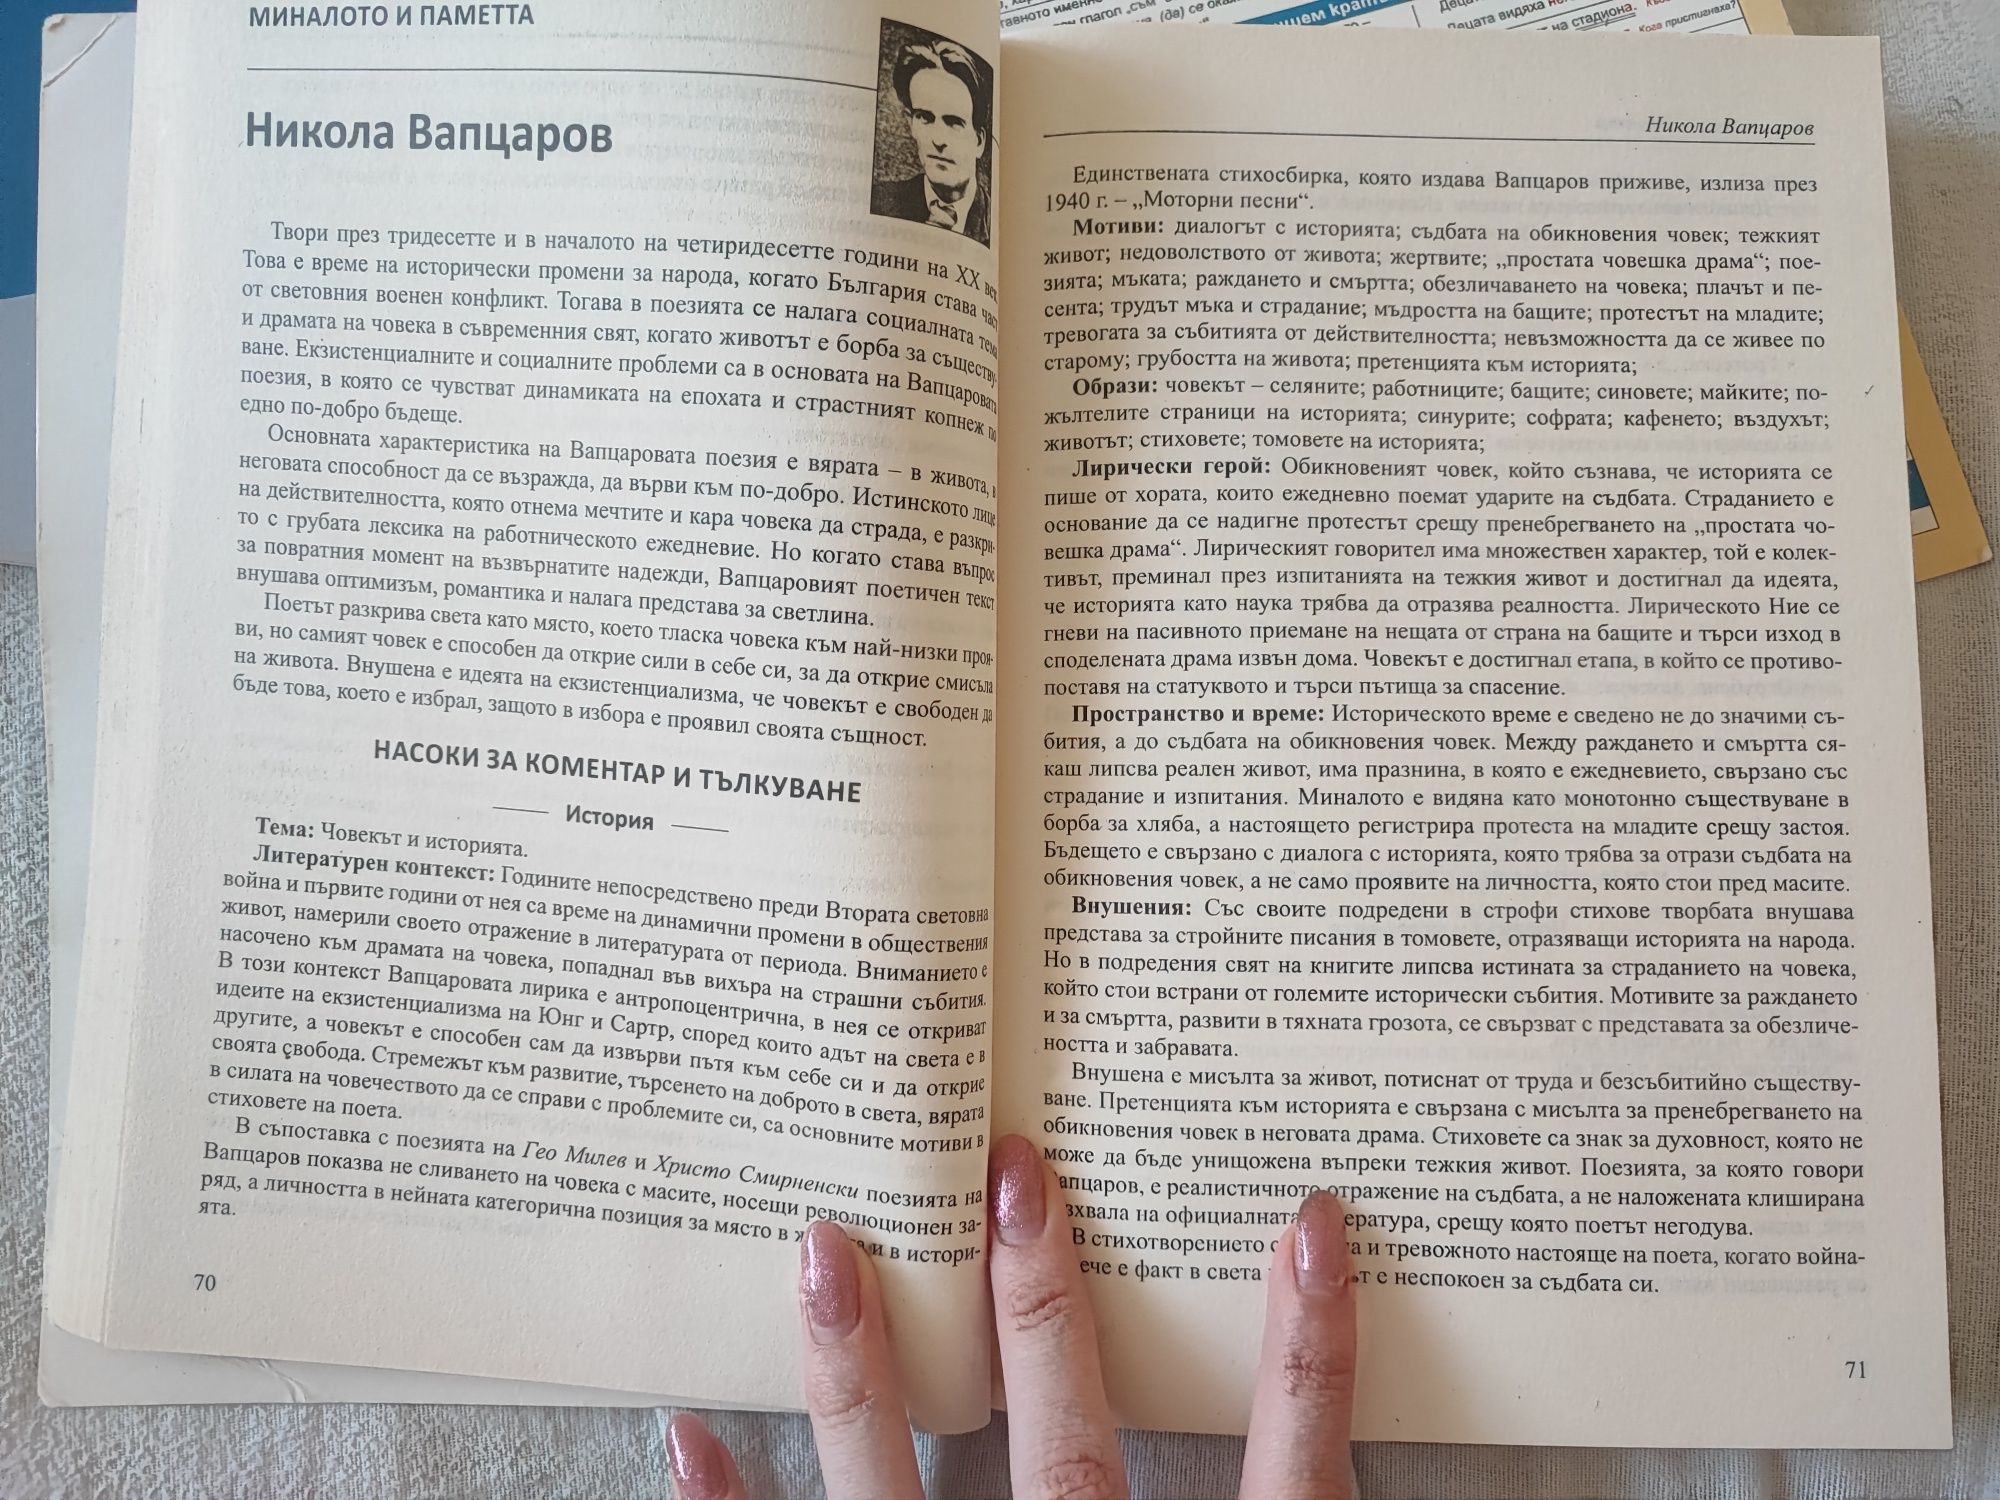 МИНАЛОТО И ПАМЕТТА
Никола Вапцаров
Твори през тридесетте и в началото на четиридесетте години на XX век.
Това е време на исторически промени за народа, когато България става част
от световния военен конфликт. Тогава в поезията се налага социалната тема
и драмата на човека в съвременния свят, когато животът е борба за съществу-
ване. Екзистенциалните и социалните проблеми са в основата на Вапцаровата
поезия, в която се чувстват динамиката на епохата и страстният копнеж по
едно по-добро бъдеще.
Основната характеристика на Вапцаровата поезия е вярата – в живота, в
неговата способност да се възражда, да върви към по-добро. Истинското лице
на действителността, която отнема мечтите и кара човека да страда, е разкри-
то с грубата лексика на работническото ежедневие. Но когато става въпрос
за повратния момент на възвърнатите надежди, Вапцаровият поетичен текст
внушава оптимизъм, романтика и налага представа за светлина.
Поетът разкрива света като място, което тласка човека към най-низки прояв-
ви, но самият човек е способен да открие сили в себе си, за да открие смисъла
на живота. Внушена е идеята на екзистенциализма, че човекът е свободен да
бъде това, което е избрал, защото в избора е проявил своята същност.
НАСОКИ ЗА КОМЕНТАР И ТЪЛКУВАНЕ
История
Тема: Човекът и историята.
Литературен контекст: Годините непосредствено преди Втората световна
война и първите години от нея са време на динамични промени в обществения
живот, намерили своето отражение в литературата от периода. Вниманието е
насочено към драмата на човека, попаднал във вихъра на страшни събития.
В този контекст Вапцаровата лирика е антропоцентрична, в нея се откриват
идеите на екзистенциализма на Юнг и Сартр, според които адът на света е в
другите, а човекът е способен сам да извърви пътя към себе си и да открие
своята свобода. Стремежът към развитие, търсенето на доброто в света, вярата
в силата на човечеството да се справи с проблемите си, са основните мотиви в
стиховете на поета.
В съпоставка с поезията на Гео Милев и Христо Смирненски поезията на
Вапцаров показва не сливането на човека с масите, носещи революционен за-
ряд, а личността в нейната категорична позиция за място в и в истори-
ята.
70
Никола Вапцаров
Единствената стихосбирка, която издава Вапцаров приживе, излиза през
1940 г. – „Моторни песни“.
Мотиви: диалогът с историята; съдбата на обикновения човек; тежкият
живот; недоволството от живота; жертвите; „простата човешка драма“; пое-
зията; мъката; раждането и смъртта; обезличаването на човека; плачът и пе-
сента; трудът мъка и страдание; мъдростта на бащите; протестът на младите;
тревогата за събитията от действителността; невъзможността да се живее по
старому; грубостта на живота; претенцията към историята;
Образи: човекът – селяните; работниците; бащите; синовете; майките; по-
жълтелите страници на историята; синурите; софрата; кафенето; въздухът;
животът; стиховете; томовете на историята;
Лирически герой: Обикновеният човек, който съзнава, че историята се
пише от хората, които ежедневно поемат ударите на съдбата. Страданието е
основание да се надигне протестът срещу пренебрегването на „простата чо-
вешка драма“. Лирическият говорител има множествен характер, той е колек-
тивът, преминал през изпитанията на тежкия живот и достигнал до идеята,
че историята като наука трябва да отразява реалността. Лирическото Ние се
гневи на пасивното приемане на нещата от страна на бащите и търси изход в
споделената драма извън дома. Човекът е достигнал етапа, в който се противо-
поставя на статуквото и търси пътища за спасение.
Пространство и време: Историческото време е сведено не до значими съ-
бития, а до съдбата на обикновения човек. Между раждането и смъртта ся-
каш липсва реален живот, има празнина, в която е ежедневието, свързано със
страдание и изпитания. Миналото е видяна като монотонно съществуване в
борба за хляба, а настоящето регистрира протеста на младите срещу застоя.
Бъдещето е свързано с диалога с историята, която трябва за отрази съдбата на
обикновения човек, а не само проявите на личността, която стои пред масите.
Внушения: Със своите подредени в строфи стихове творбата внушава
представа за стройните писания в томовете, отразяващи историята на народа.
Но в подредения свят на книгите липсва истината за страданието на човека,
който стои встрани от големите исторически събития. Мотивите за раждането
и за смъртта, развити в тяхната грозота, се свързват с представата за обезличе-
ността и забравата.
Внушена е мисълта за живот, потиснат от труда и безсъбитийно съществу-
ване. Претенцията към историята е свързана с мисълта за пренебрегването на
обикновения човек в неговата драма. Стиховете са знак за духовност, която не
може да бъде унищожена въпреки тежкия живот. Поезията, за която говори
Вапцаров, е реалистичното отражение на съдбата, а не наложената клиширана
възхвала на официалната литература, срещу която поетът негодува.
В стихотворението и тревожното настояще на поета, когато война-
е факт в света е неспокоен за съдбата си.
71
Децата видяха
на стадиона.
Кога пристигнаха?